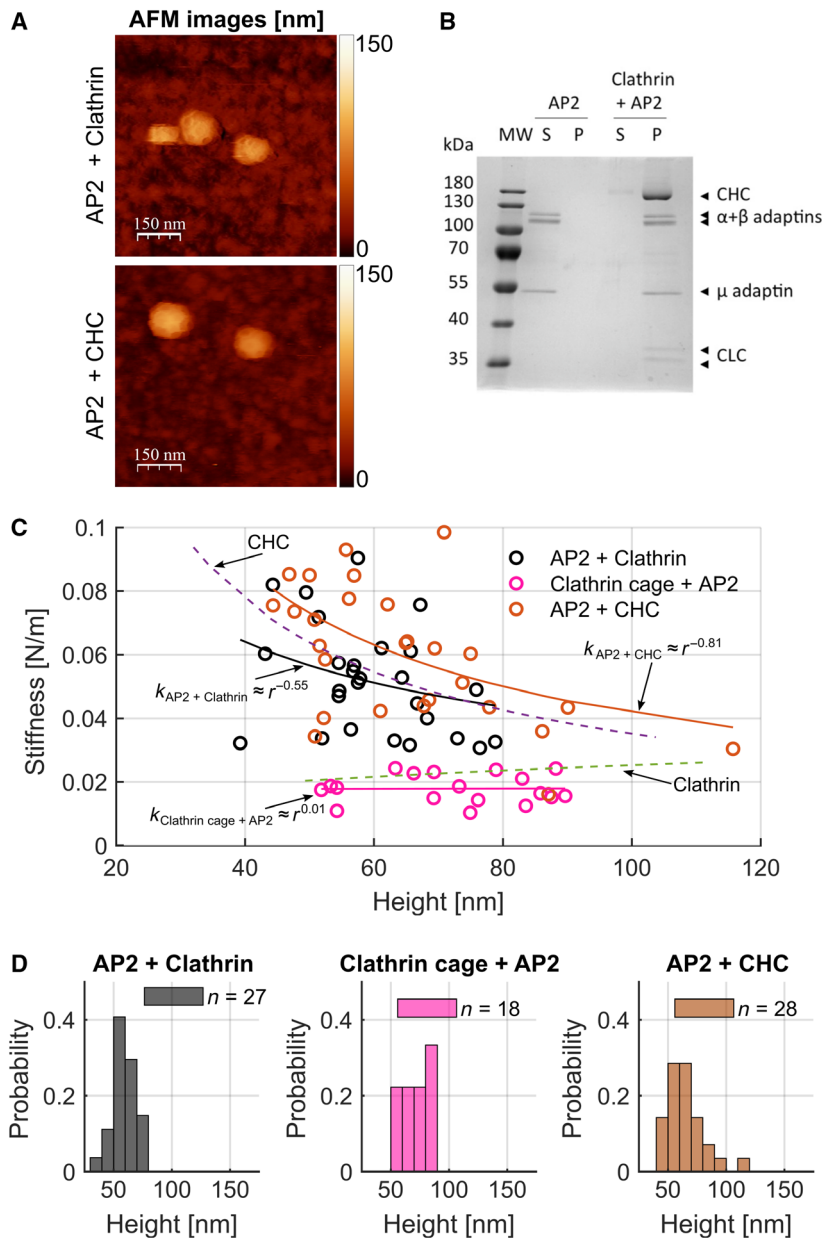 A
AFM images [nm]
AP2 + Clathrin
150
150 nm
0
AP2 + CHC
150
150 nm
0
B
Clathrin
AP2 + AP2
kDa MW S P S P
180
130
100
70
55
40
35
CHC
α+β adaptins
μ adaptin
CLC
C
Stiffness [N/m]
0.1
0.08
0.06
0.04
0.02
0
CHC
AP2 + Clathrin
Clathrin cage + AP2
AP2 + CHC
k AP2 + CHC ≈ r^−0.81
k AP2 + Clathrin ≈ r^−0.55
Clathrin
k Clathrin cage + AP2 ≈ r^0.01
20 40 60 80 100 120
Height [nm]
D
AP2 + Clathrin
n = 27
Probability
0.4
0.2
0
50 100 150
Height [nm]
Clathrin cage + AP2
n = 18
Probability
0.4
0.2
0
50 100 150
Height [nm]
AP2 + CHC
n = 28
Probability
0.4
0.2
0
50 100 150
Height [nm]